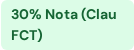 30% Nota (Clau
FCT)